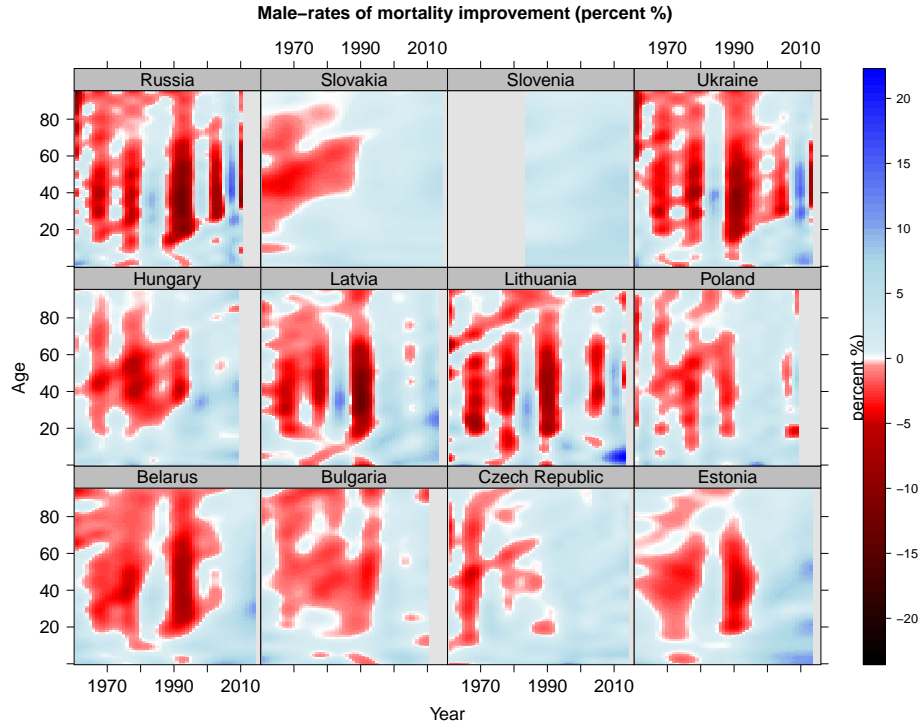 Male−rates of mortality improvement (percent %)
1970 1990 2010 1970 1990 2010
Russia Slovakia Slovenia Ukraine
80
60
40
20
Hungary Latvia Lithuania Poland
80
60
40
20
Belarus Bulgaria Czech Republic Estonia
80
60
40
20
1970 1990 2010 1970 1990 2010
Age
Year
percent %)
20
15
10
5
0
−5
−10
−15
−20